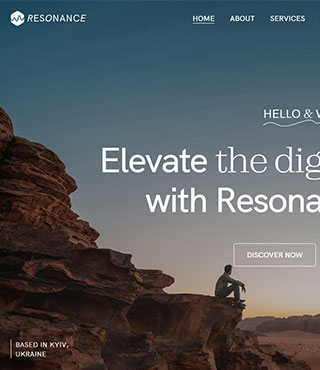 RESONANCE
HOME ABOUT SERVICES
HELLO & W
Elevate the dig
with Resona
DISCOVER NOW
BASED IN KYIV,
UKRAINE